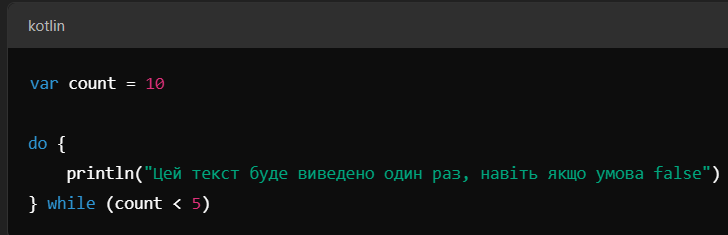 kotlin
var count = 10
do {
    println("Цей текст буде виведено один раз, навіть якщо умова false")
} while (count < 5)